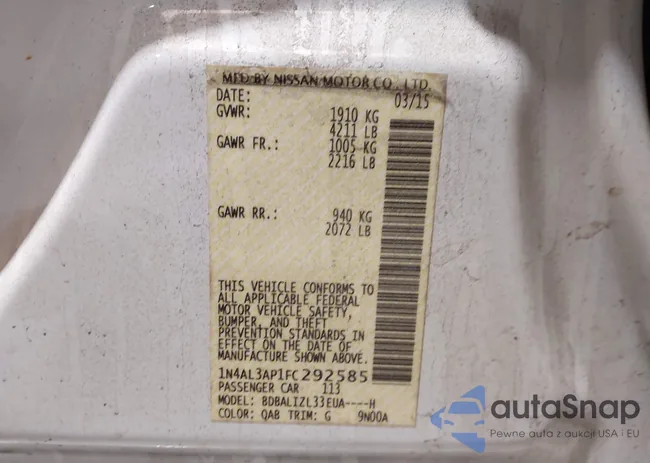 MFD BY NISSAN MOTOR CO., LTD.
DATE: 03/15
GVWR: 1910 KG
4211 LB
GAWR FR.: 1005 KG
2216 LB
GAWR RR.: 940 KG
2072 LB
THIS VEHICLE CONFORMS TO
ALL APPLICABLE FEDERAL
MOTOR VEHICLE SAFETY,
BUMPER, AND THEFT
PREVENTION STANDARDS IN
EFFECT ON THE DATE OF
MANUFACTURE SHOWN ABOVE.
1N4AL3AP1FC292585
PASSENGER CAR 113
MODEL: BDBALIZL33EUA----H
COLOR: QAB TRIM: G 9N00A
autoSnap
Pewne auta z aukcji USA i EU